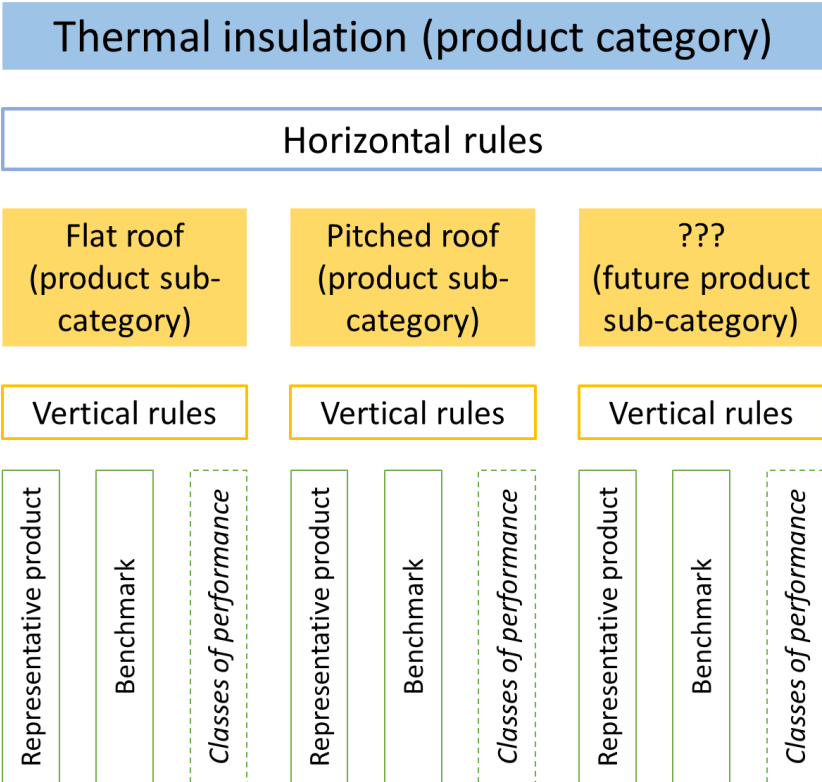 Thermal insulation (product category)
Horizontal rules
Flat roof
(product sub-
category)
Pitched roof
(product sub-
category)
???
(future product
sub-category)
Vertical rules
Vertical rules
Vertical rules
Representative product
Benchmark
Classes of performance
Representative product
Benchmark
Classes of performance
Representative product
Benchmark
Classes of performance